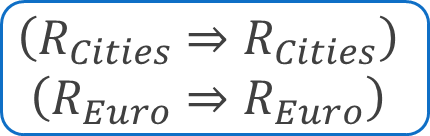 (R_Cities ⇒ R_Cities)
(R_Euro ⇒ R_Euro)